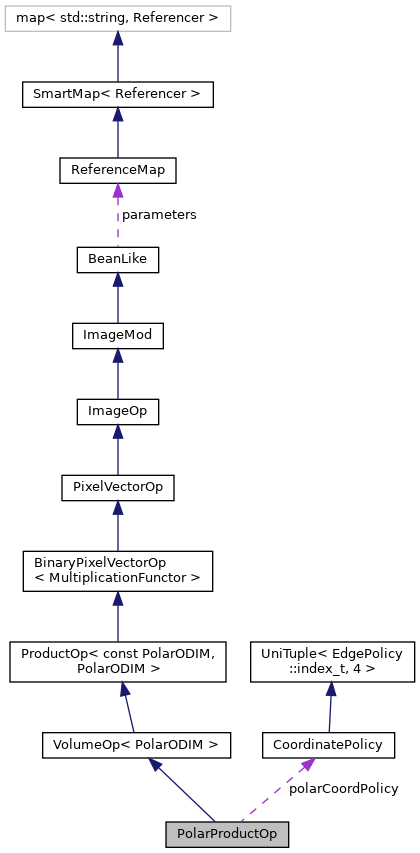 map< std::string, Referencer >
SmartMap< Referencer >
ReferenceMap
parameters
BeanLike
ImageMod
ImageOp
PixelVectorOp
BinaryPixelVectorOp
< MultiplicationFunctor >
ProductOp< const PolarODIM,
PolarODIM >
UniTuple< EdgePolicy
::index_t, 4 >
VolumeOp< PolarODIM >
CoordinatePolicy
polarCoordPolicy
PolarProductOp